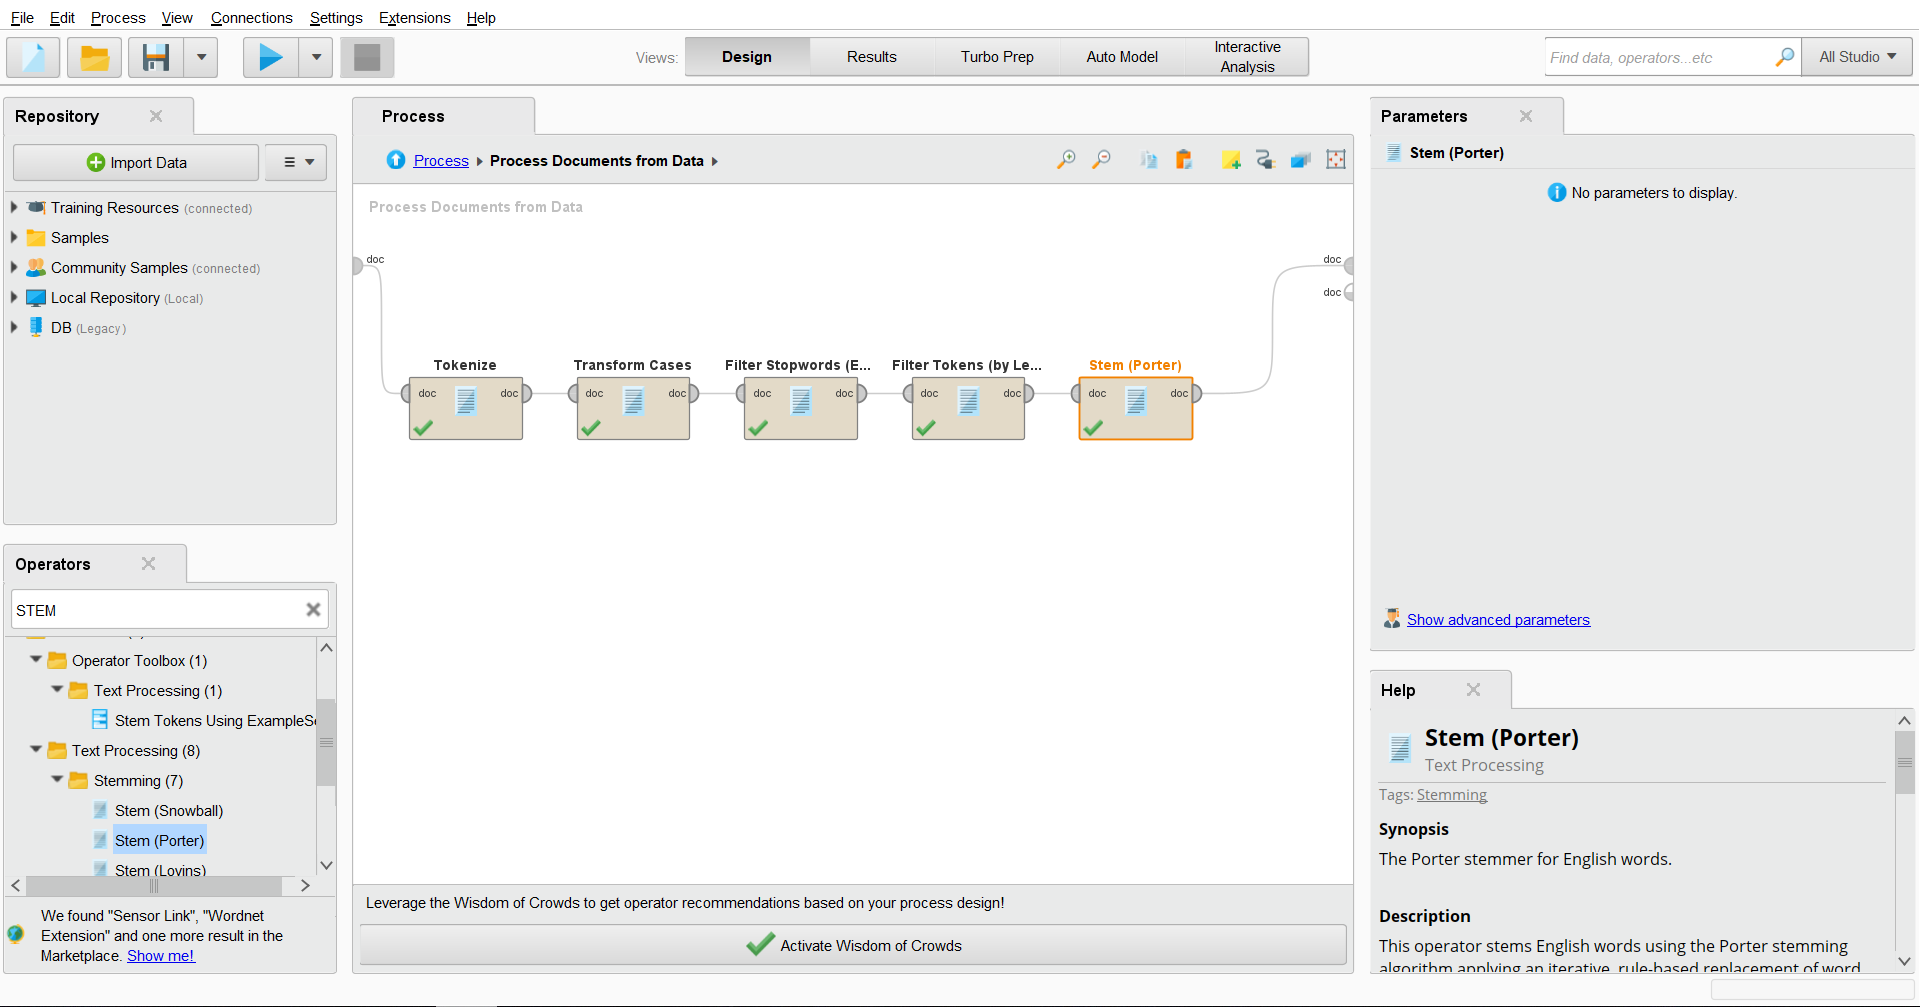 File Edit Process View Connections Settings Extensions Help
Views: Design Results Turbo Prep Auto Model Interactive Analysis
Find data, operators...etc All Studio
Repository
Import Data
Training Resources (connected)
Samples
Community Samples (connected)
Local Repository (Local)
DB (Legacy)
Operators
STEM
Operator Toolbox (1)
Text Processing (1)
Stem Tokens Using ExampleSe
Text Processing (8)
Stemming (7)
Stem (Snowball)
Stem (Porter)
Stem (Lovins)
We found "Sensor Link", "Wordnet
Extension" and one more result in the
Marketplace. Show me!
Process
Process Process Documents from Data
Process Documents from Data
doc doc
doc
Tokenize Transform Cases Filter Stopwords (E... Filter Tokens (by Le... Stem (Porter)
doc doc doc doc doc doc doc doc doc doc
Leverage the Wisdom of Crowds to get operator recommendations based on your process design!
Activate Wisdom of Crowds
Parameters
Stem (Porter)
No parameters to display.
Show advanced parameters
Help
Stem (Porter)
Text Processing
Tags: Stemming
Synopsis
The Porter stemmer for English words.
Description
This operator stems English words using the Porter stemming
algorithm applying an iterative, rule-based replacement of word